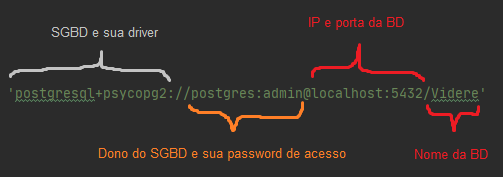 SGBD e sua driver
IP e porta da BD
'postgresql+psycopg2://postgres:admin@localhost:5432/Videre'
Dono do SGBD e sua password de acesso
Nome da BD